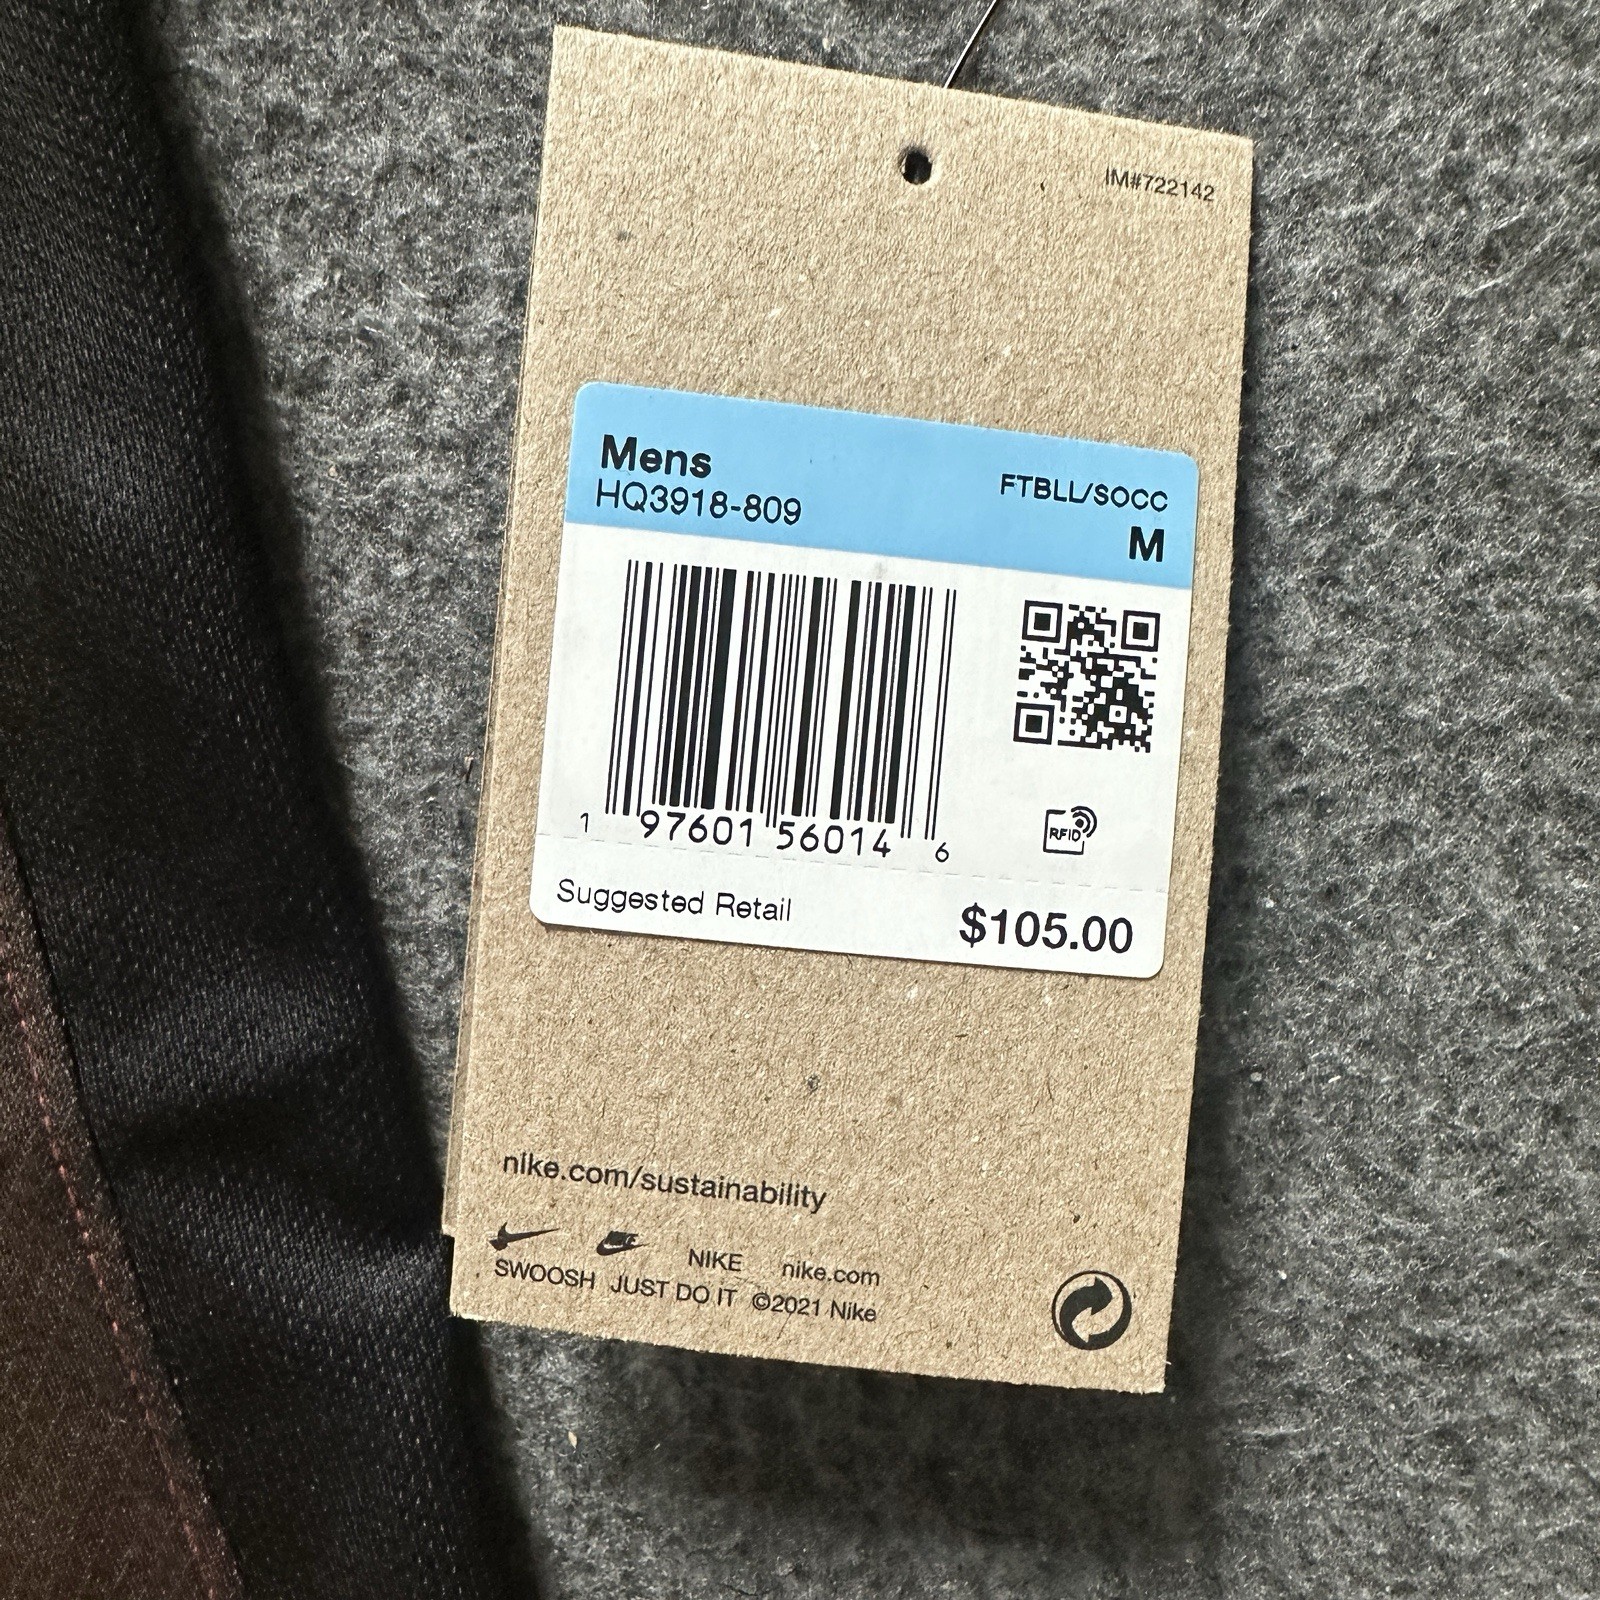 IM#722142
Mens
HQ3918-809
FTBLL/SOCC
M
1 97601 56014 6
RFID
Suggested Retail
$105.00
nike.com/sustainability
NIKE nike.com
SWOOSH JUST DO IT ©2021 Nike